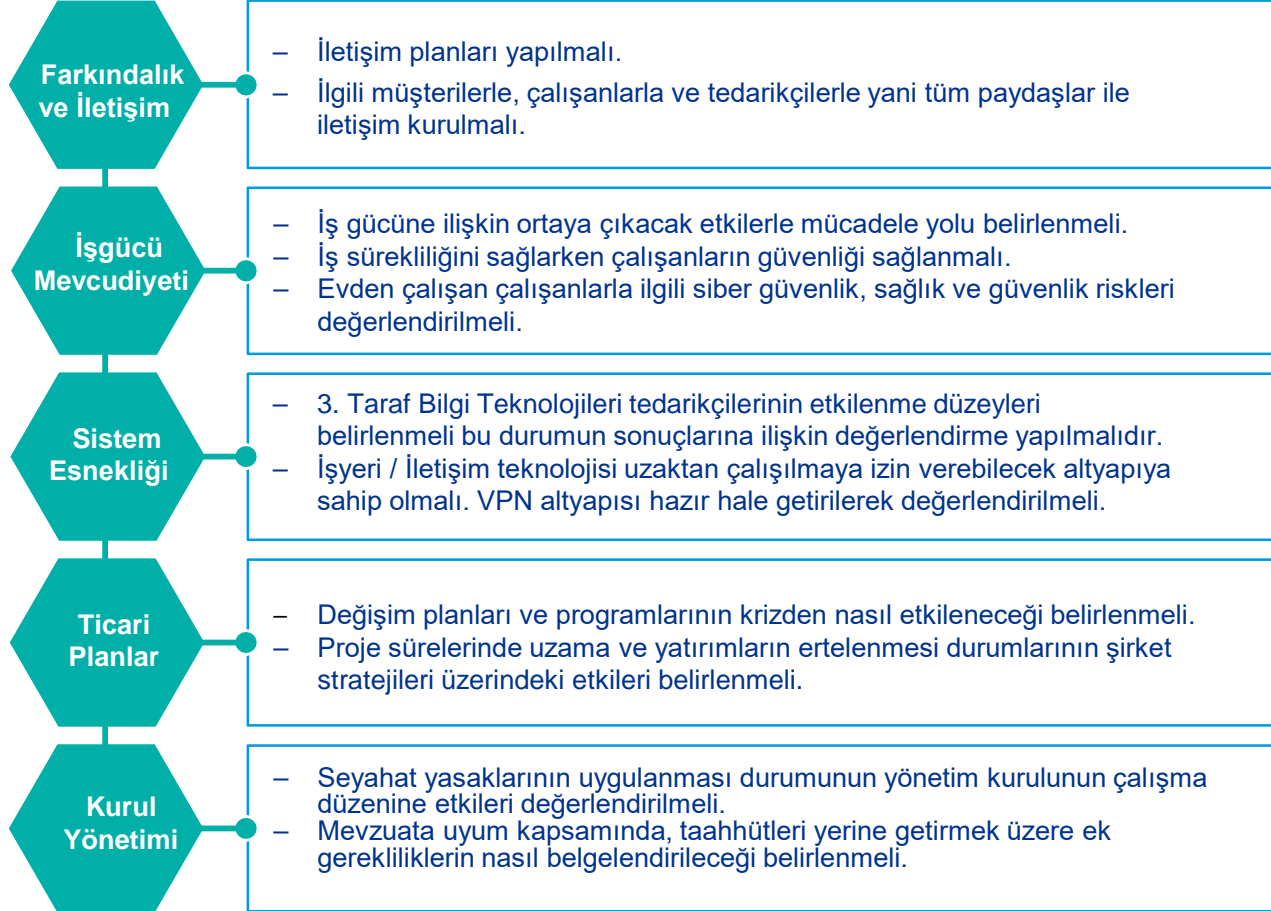 Farkındalık
ve İletişim
– İletişim planları yapılmalı.
– İlgili müşterilerle, çalışanlarla ve tedarikçilerle yani tüm paydaşlar ile
iletişim kurulmalı.
İşgücü
Mevcudiyeti
– İş gücüne ilişkin ortaya çıkacak etkilerle mücadele yolu belirlenmeli.
– İş sürekliliğini sağlarken çalışanların güvenliği sağlanmalı.
– Evden çalışan çalışanlarla ilgili siber güvenlik, sağlık ve güvenlik riskleri
değerlendirilmeli.
Sistem
Esnekliği
– 3. Taraf Bilgi Teknolojileri tedarikçilerinin etkilenme düzeyleri
belirlenmeli bu durumun sonuçlarına ilişkin değerlendirme yapılmalıdır.
– İşyeri / İletişim teknolojisi uzaktan çalışılmaya izin verebilecek altyapıya
sahip olmalı. VPN altyapısı hazır hale getirilerek değerlendirilmeli.
Ticari
Planlar
– Değişim planları ve programlarının krizden nasıl etkileneceği belirlenmeli.
– Proje sürelerinde uzama ve yatırımların ertelenmesi durumlarının şirket
stratejileri üzerindeki etkileri belirlenmeli.
Kurul
Yönetimi
– Seyahat yasaklarının uygulanması durumunun yönetim kurulunun çalışma
düzenine etkileri değerlendirilmeli.
– Mevzuata uyum kapsamında, taahhütleri yerine getirmek üzere ek
gerekliliklerin nasıl belgelendirileceği belirlenmeli.